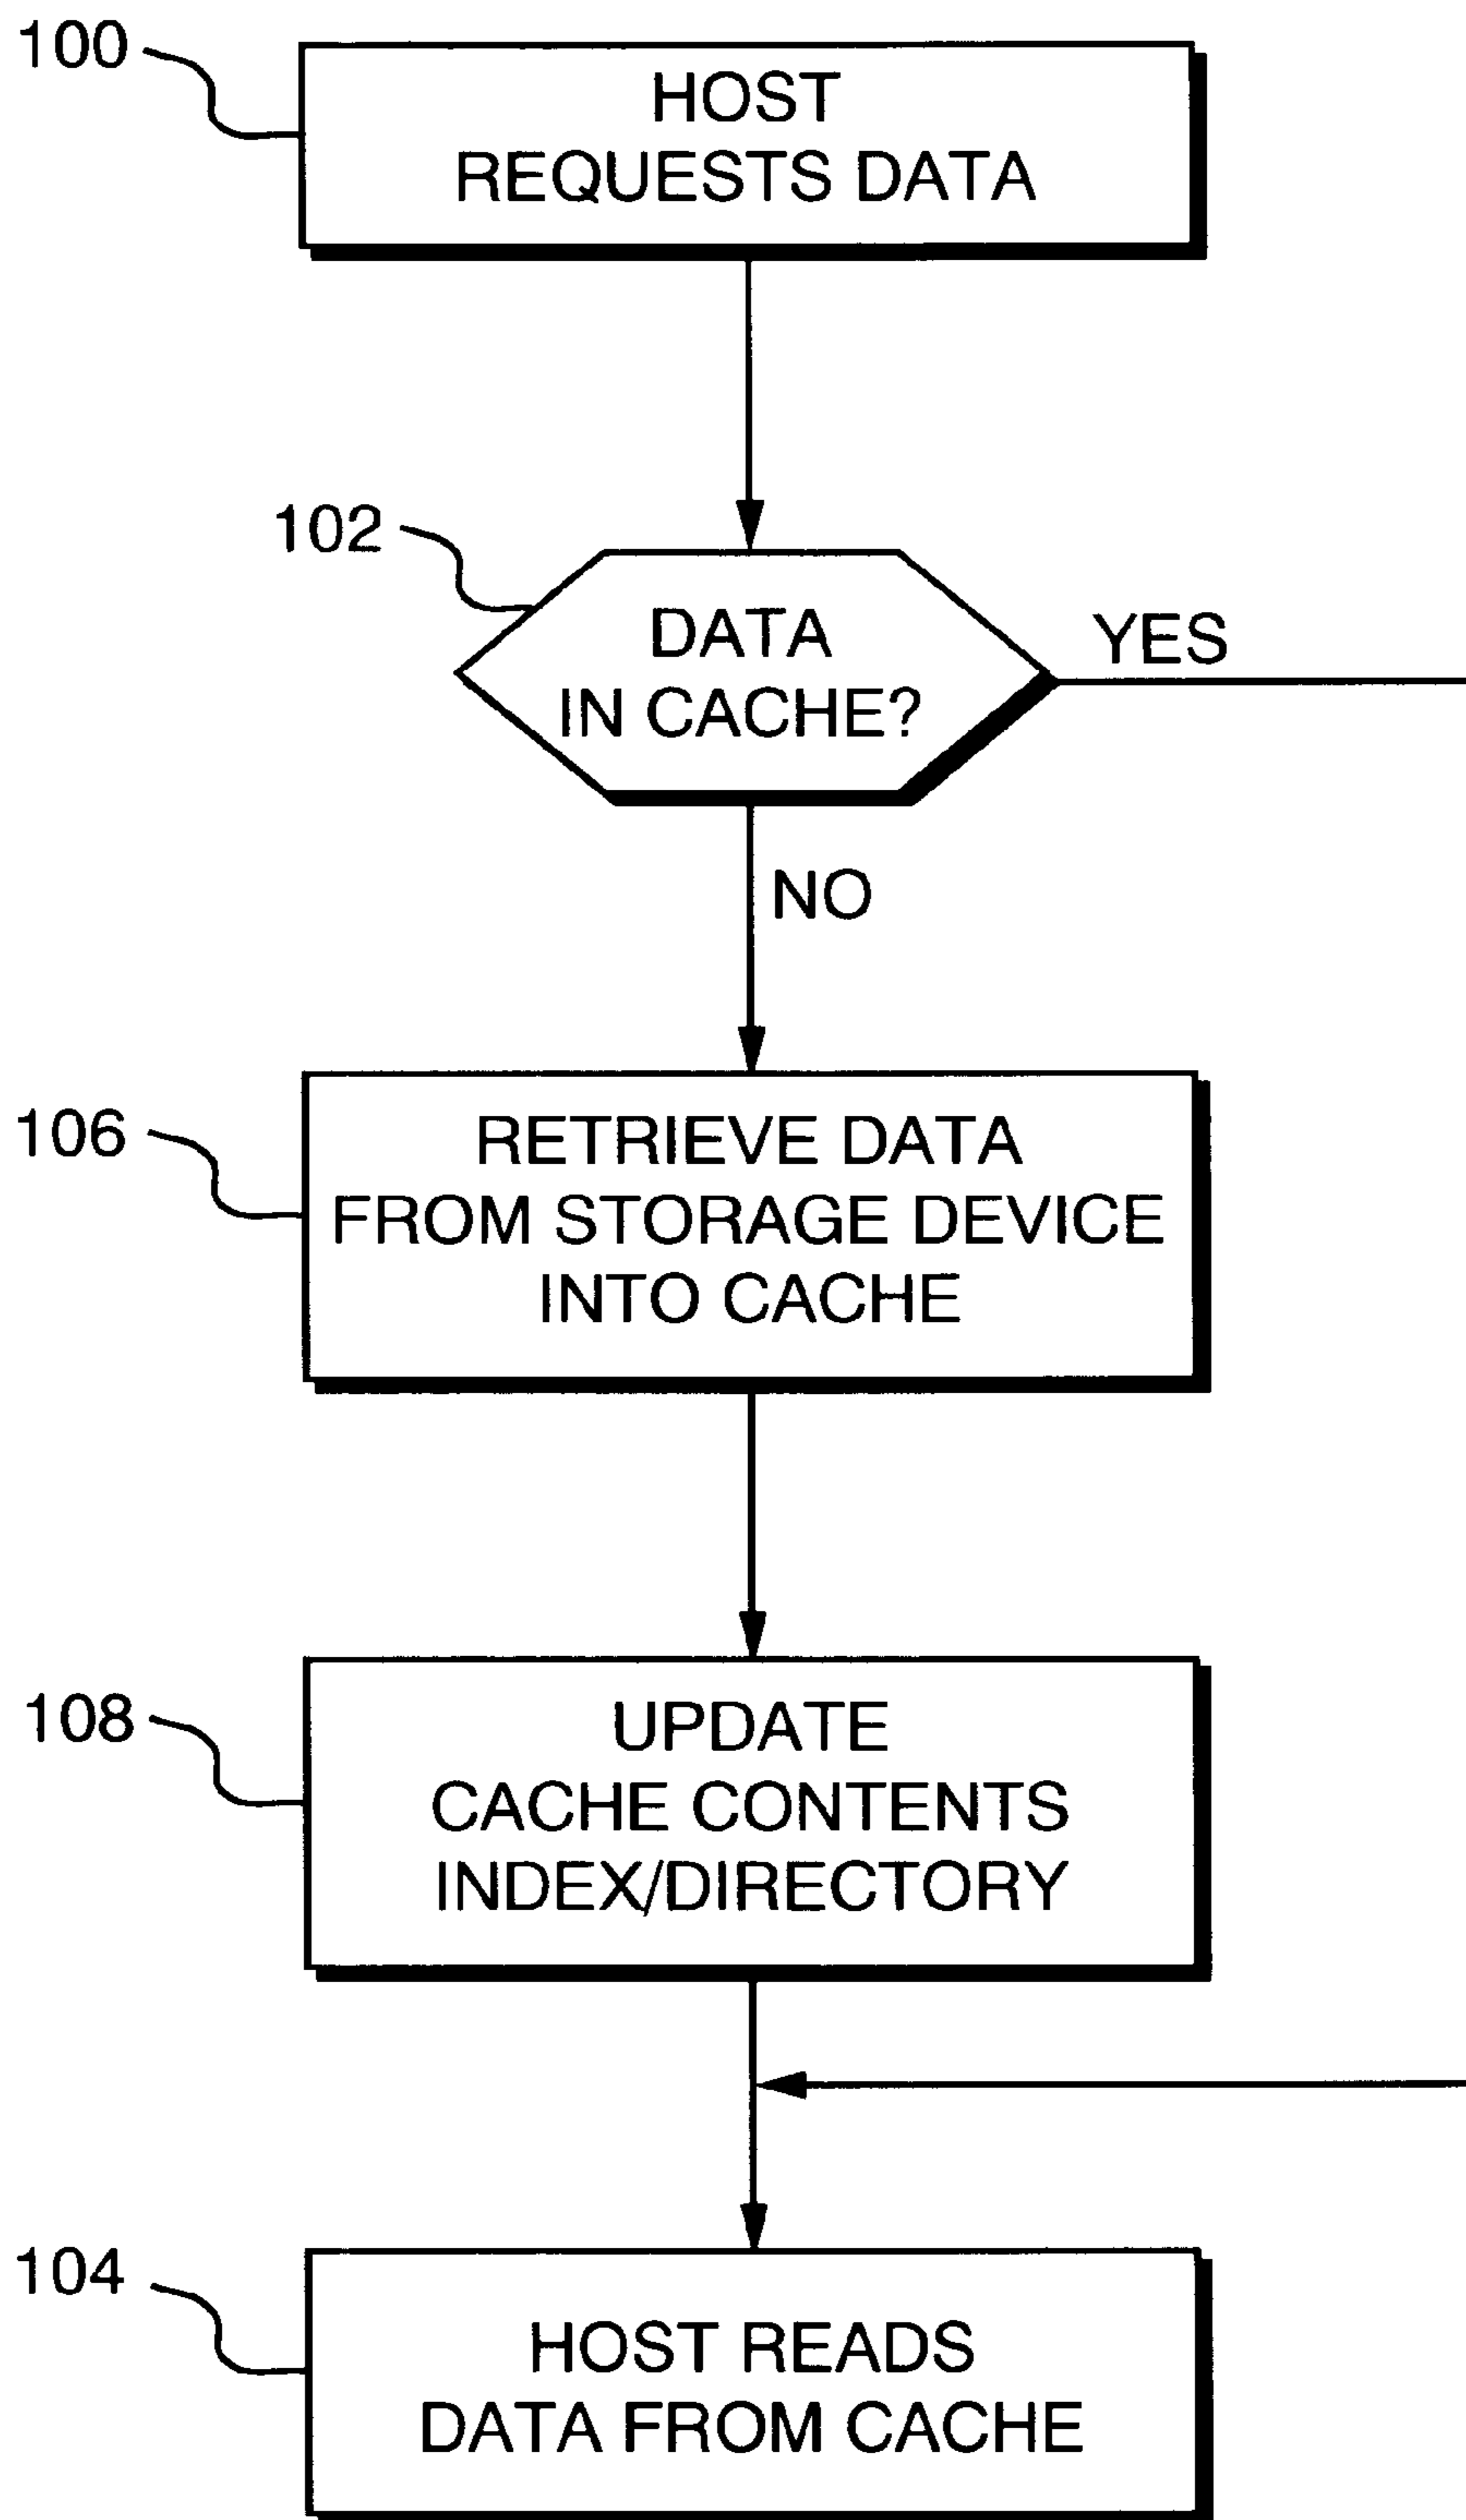 100
HOST
REQUESTS DATA
102
DATA
IN CACHE?
YES
NO
106
RETRIEVE DATA
FROM STORAGE DEVICE
INTO CACHE
108
UPDATE
CACHE CONTENTS
INDEX/DIRECTORY
104
HOST READS
DATA FROM CACHE